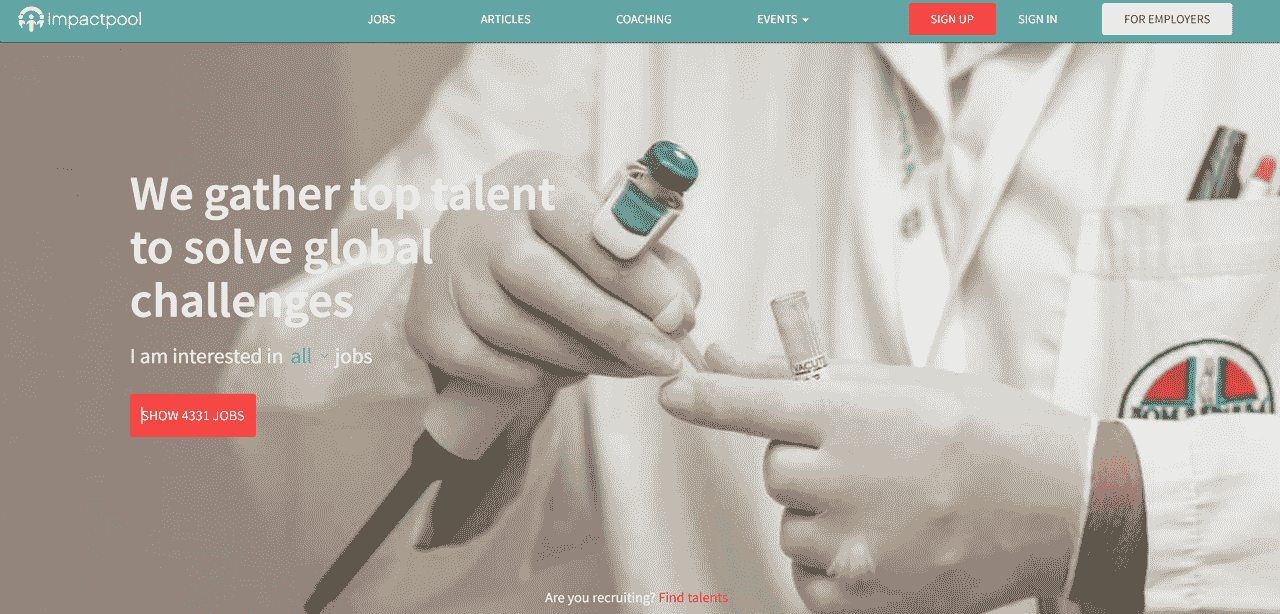 impactpool
JOBS
ARTICLES
COACHING
EVENTS
SIGN UP
SIGN IN
FOR EMPLOYERS
We gather top talent
to solve global
challenges
I am interested in all jobs
SHOW 4331 JOBS
VACUT
Are you recruiting? Find talents